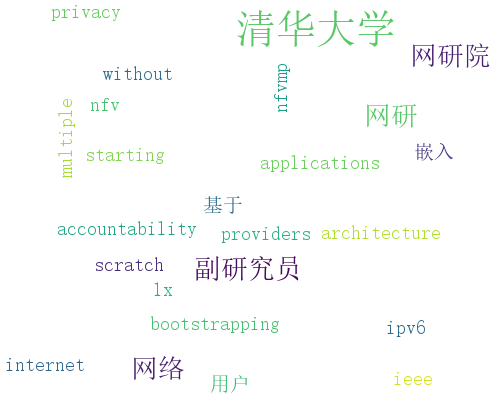 privacy
清华大学
网研院
without
nfvmp
nfv
multiple
网研
starting
嵌入
applications
基于
accountability
providers
architecture
scratch
副研究员
lx
bootstrapping
ipv6
internet
网络
用户
ieee